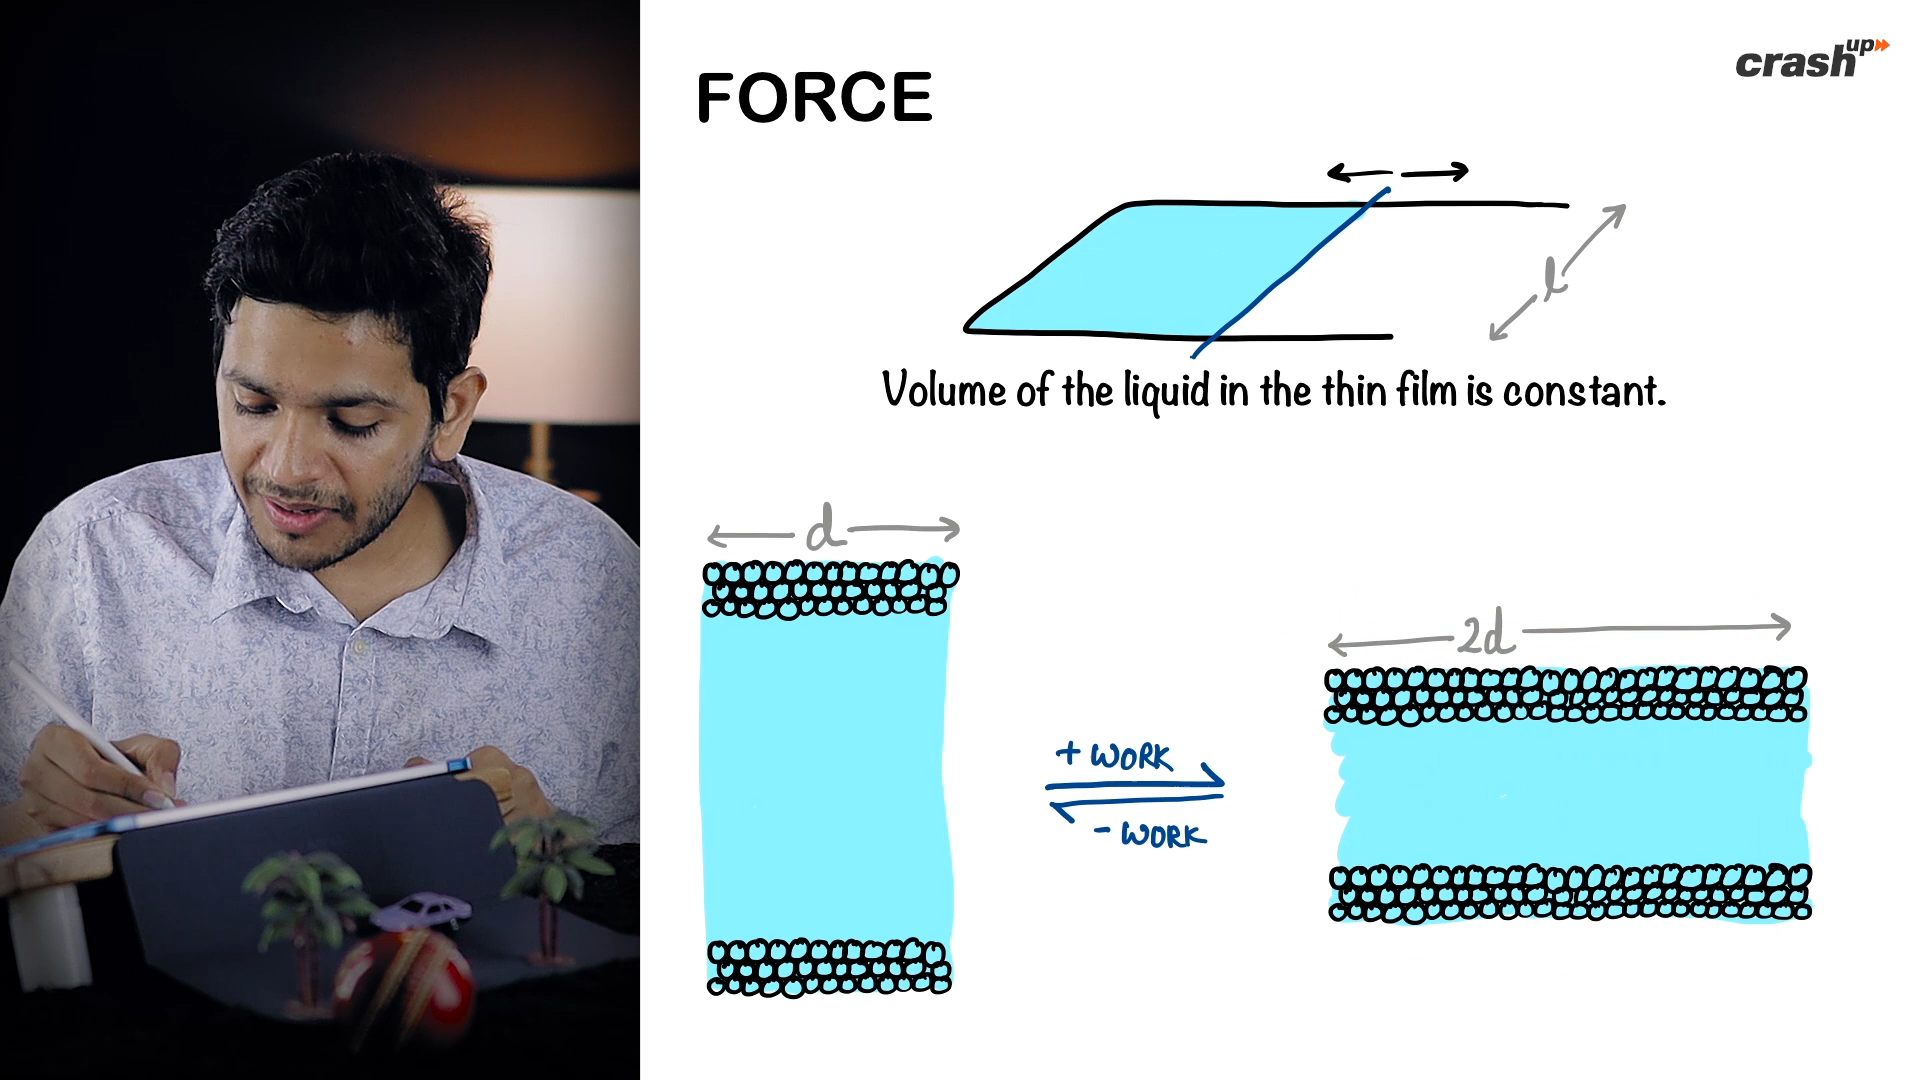 FORCE
crash up
l
Volume of the liquid in the thin film is constant.
d
2d
+ WORK
- WORK